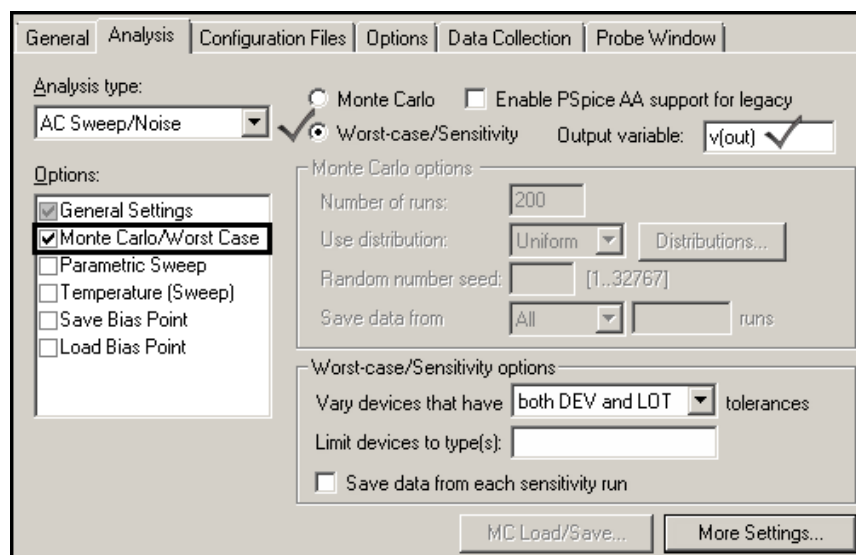 General Analysis Configuration Files Options Data Collection Probe Window
Analysis type:
AC Sweep/Noise
Monte Carlo Enable PSpice AA support for legacy
Worst-case/Sensitivity Output variable: v(out)
Options:
General Settings
Monte Carlo/Worst Case
Parametric Sweep
Temperature (Sweep)
Save Bias Point
Load Bias Point
Monte Carlo options
Number of runs: 200
Use distribution: Uniform Distributions...
Random number seed: [1..32767]
Save data from All runs
Worst-case/Sensitivity options
Vary devices that have both DEV and LOT tolerances
Limit devices to type(s):
Save data from each sensitivity run
MC Load/Save... More Settings...